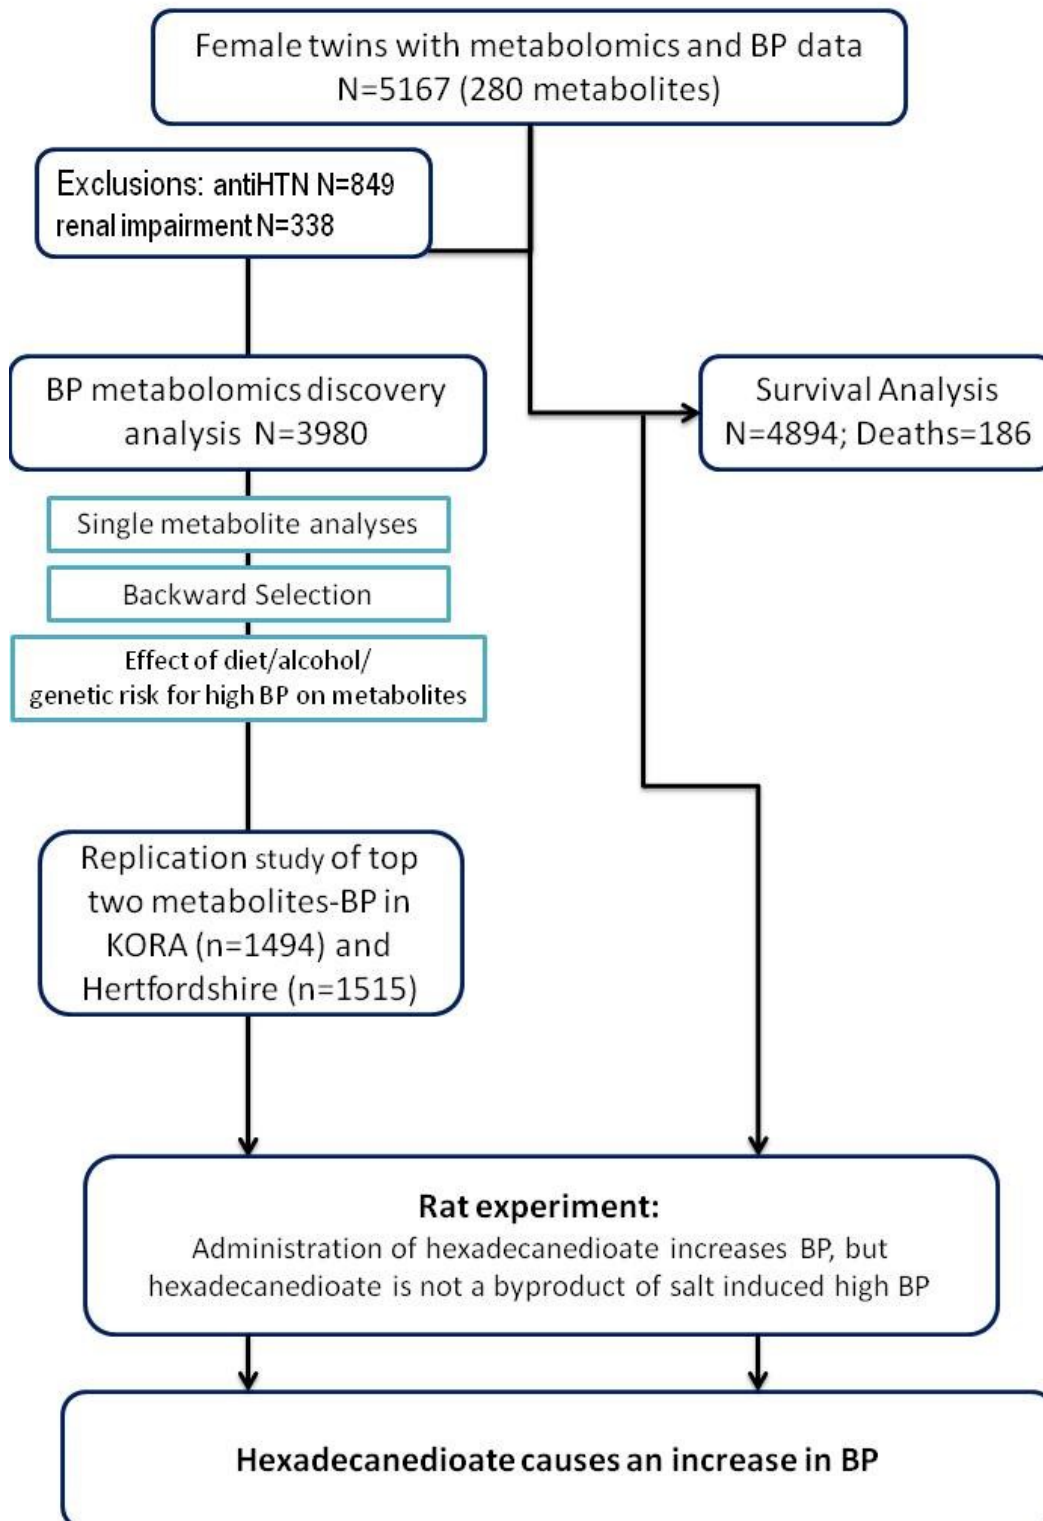 Female twins with metabolomics and BP data
N=5167 (280 metabolites)
Exclusions: antiHTN N=849
renal impairment N=338
BP metabolomics discovery
analysis N=3980
Survival Analysis
N=4894; Deaths=186
Single metabolite analyses
Backward Selection
Effect of diet/alcohol/
genetic risk for high BP on metabolites
Replication study of top
two metabolites-BP in
KORA (n=1494) and
Hertfordshire (n=1515)
Rat experiment:
Administration of hexadecanedioate increases BP, but
hexadecanedioate is not a byproduct of salt induced high BP
Hexadecanedioate causes an increase in BP